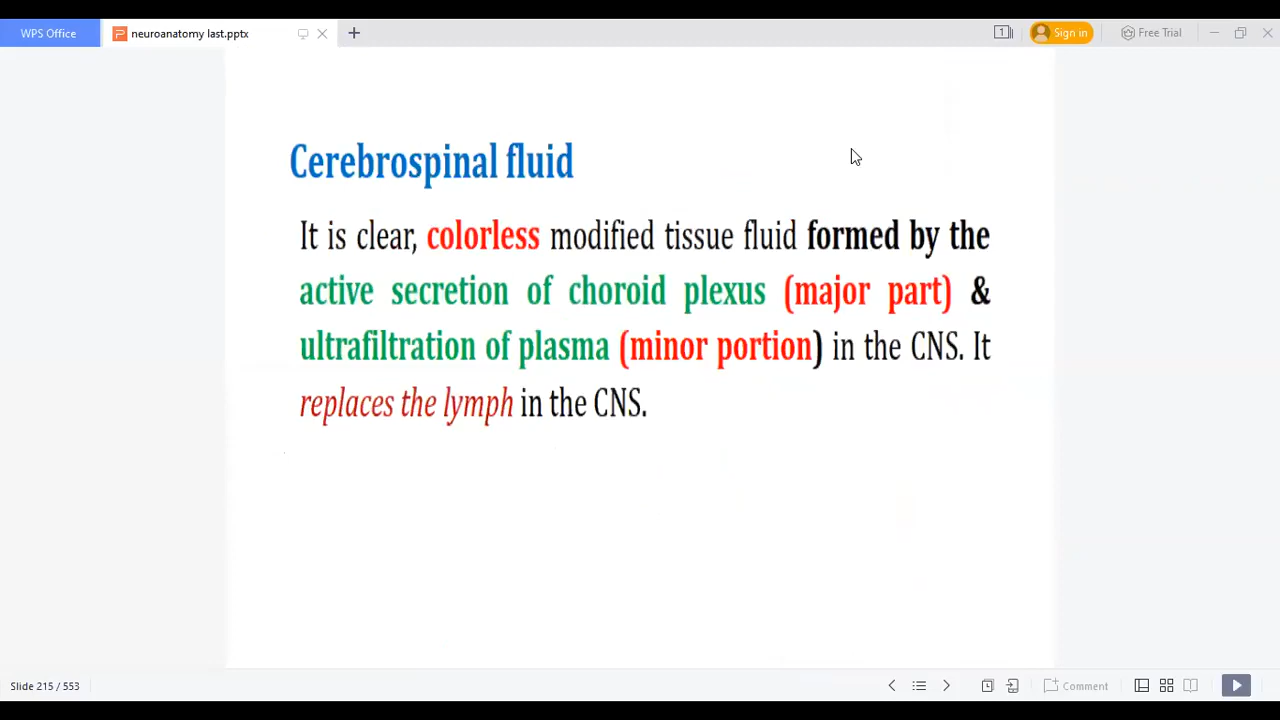 WPS Office
neuroanatomy last.pptx
1
Sign in
Free Trial
Cerebrospinal fluid
It is clear, colorless modified tissue fluid formed by the
active secretion of choroid plexus (major part) &
ultrafiltration of plasma (minor portion) in the CNS. It
replaces the lymph in the CNS.
Slide 215 / 553
Comment